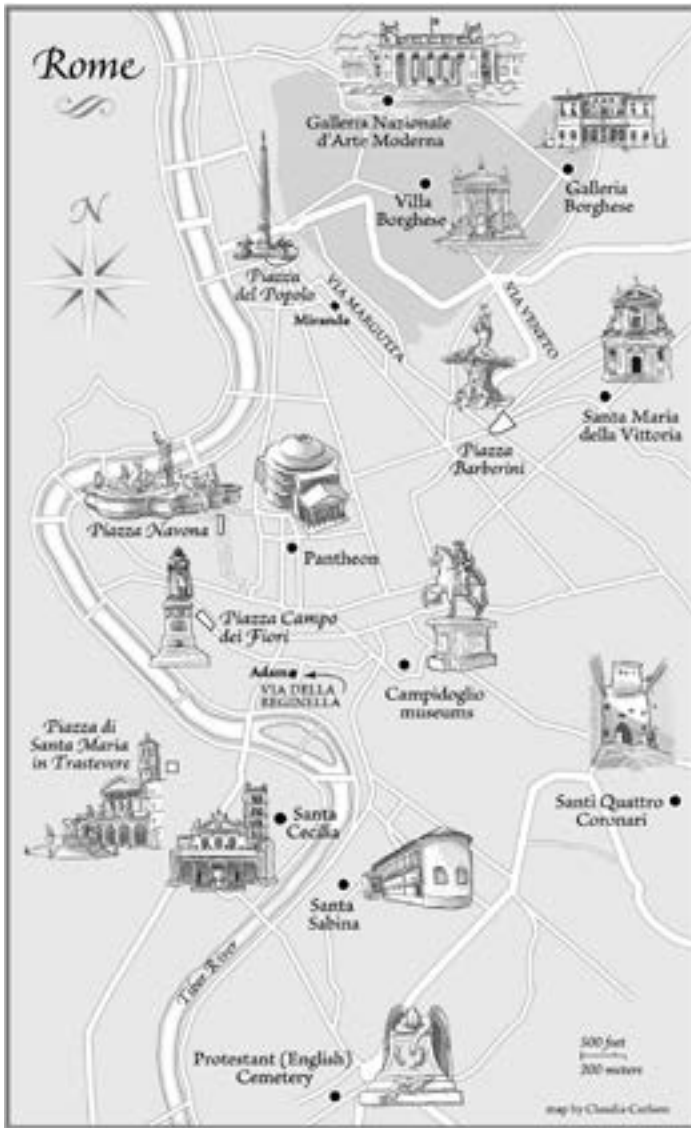 Rome
N
Galleria Nazionale
d'Arte Moderna
Galleria
Borghese
Villa
Borghese
Piazza
del Popolo
Miranda
VIA MARGUTTA
VIA VENETO
Santa Maria
della Vittoria
Piazza
Barberini
Piazza Navona
Pantheon
Piazza Campo
dei Fiori
Adam
VIA DELLA
REGINELLA
Campidoglio
museums
Piazza di
Santa Maria
in Trastevere
Santa
Cecilia
Santi Quattro
Coronari
Santa
Sabina
Tiber River
Protestant (English)
Cemetery
500 feet
200 meters
map by Claudia Carlson